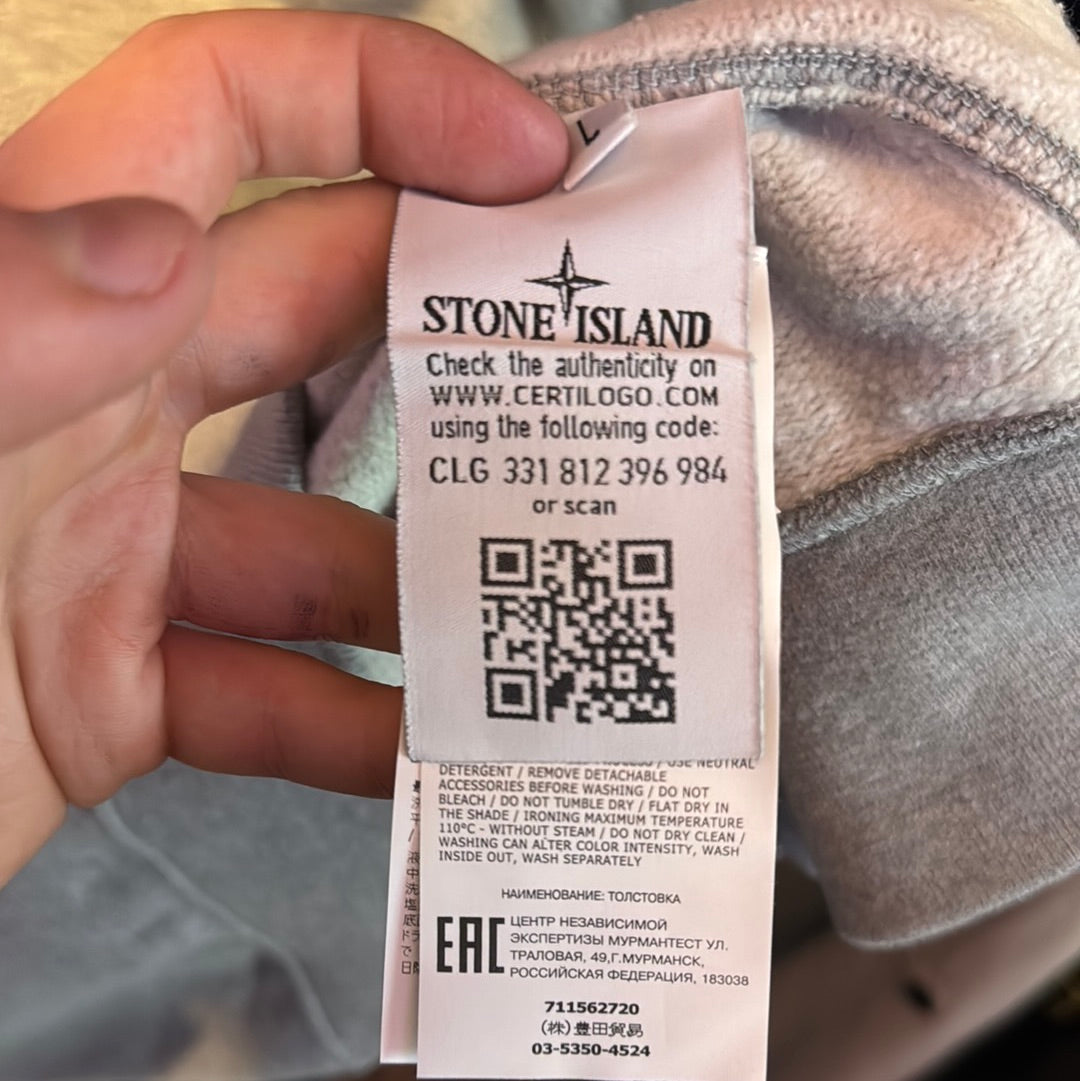 L
STONE ISLAND
Check the authenticity on
WWW.CERTILOGO.COM
using the following code:
CLG 331 812 396 984
or scan
PROCESS / USE NEUTRAL
DETERGENT / REMOVE DETACHABLE
ACCESSORIES BEFORE WASHING / DO NOT
BLEACH / DO NOT TUMBLE DRY / FLAT DRY IN
THE SHADE / IRONING MAXIMUM TEMPERATURE
110°C - WITHOUT STEAM / DO NOT DRY CLEAN /
WASHING CAN ALTER COLOR INTENSITY, WASH
INSIDE OUT, WASH SEPARATELY
НАИМЕНОВАНИЕ: ТОЛСТОВКА
EAC
ЦЕНТР НЕЗАВИСИМОЙ
ЭКСПЕРТИЗЫ МУРМАНТЕСТ УЛ.
ТРАЛОВАЯ, 49,Г.МУРМАНСК,
РОССИЙСКАЯ ФЕДЕРАЦИЯ, 183038
711562720
(株)豊田貿易
03-5350-4524